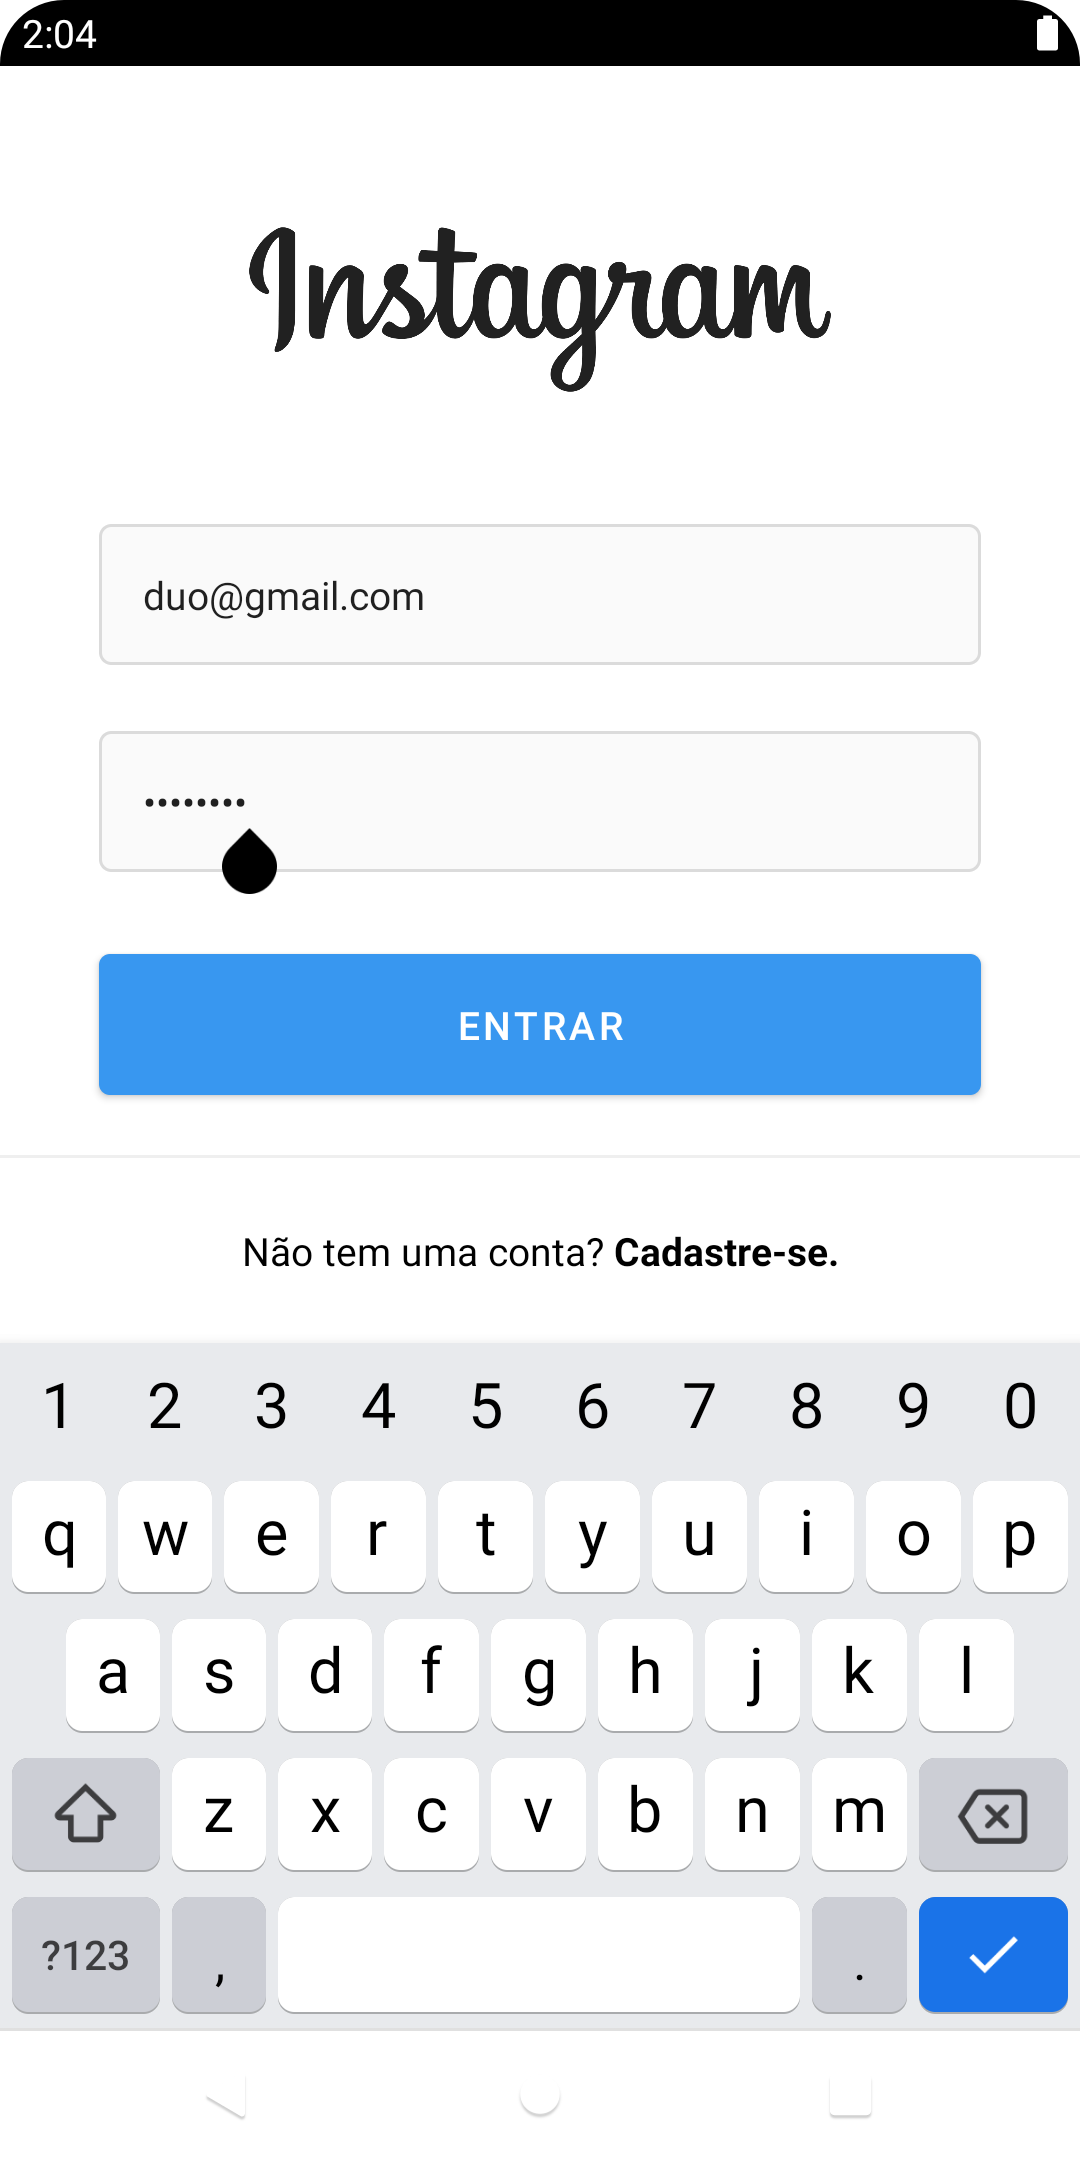 2:04
Instagram
duo@gmail.com
••••••••
ENTRAR
Não tem uma conta? Cadastre-se.
1 2 3 4 5 6 7 8 9 0
q w e r t y u i o p
a s d f g h j k l
z x c v b n m
?123 , .